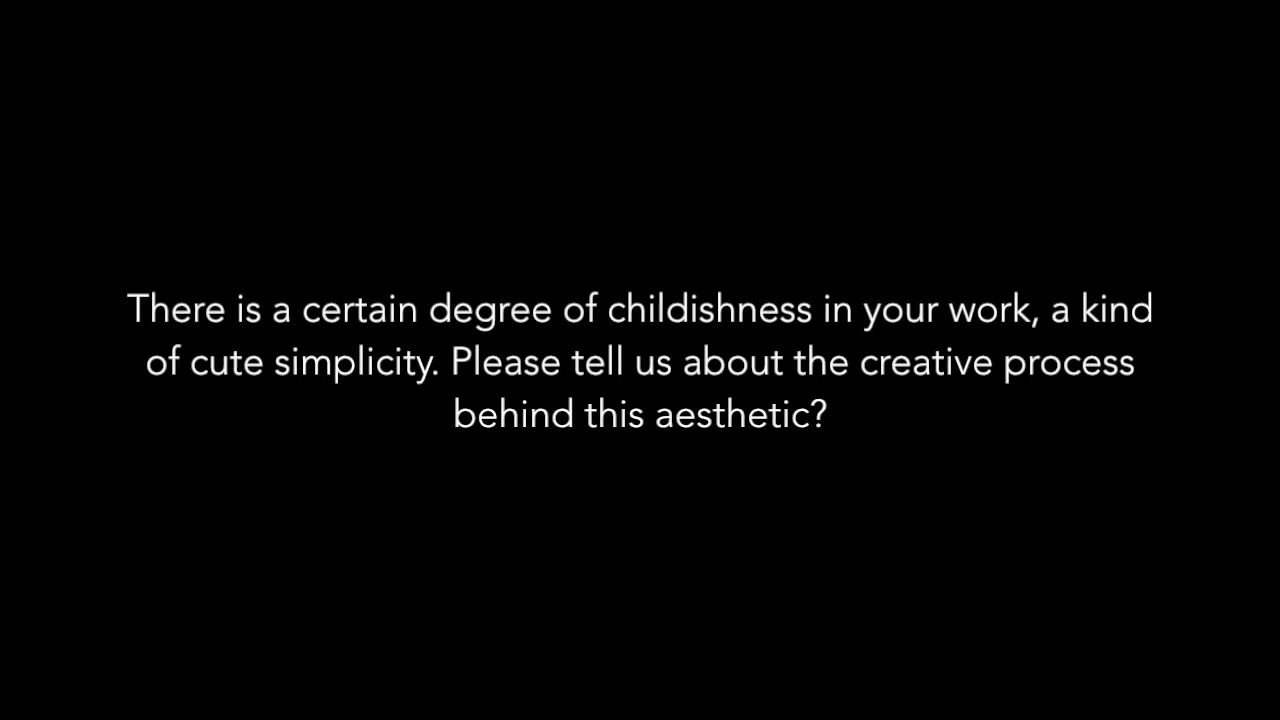 There is a certain degree of childishness in your work, a kind
of cute simplicity. Please tell us about the creative process
behind this aesthetic?